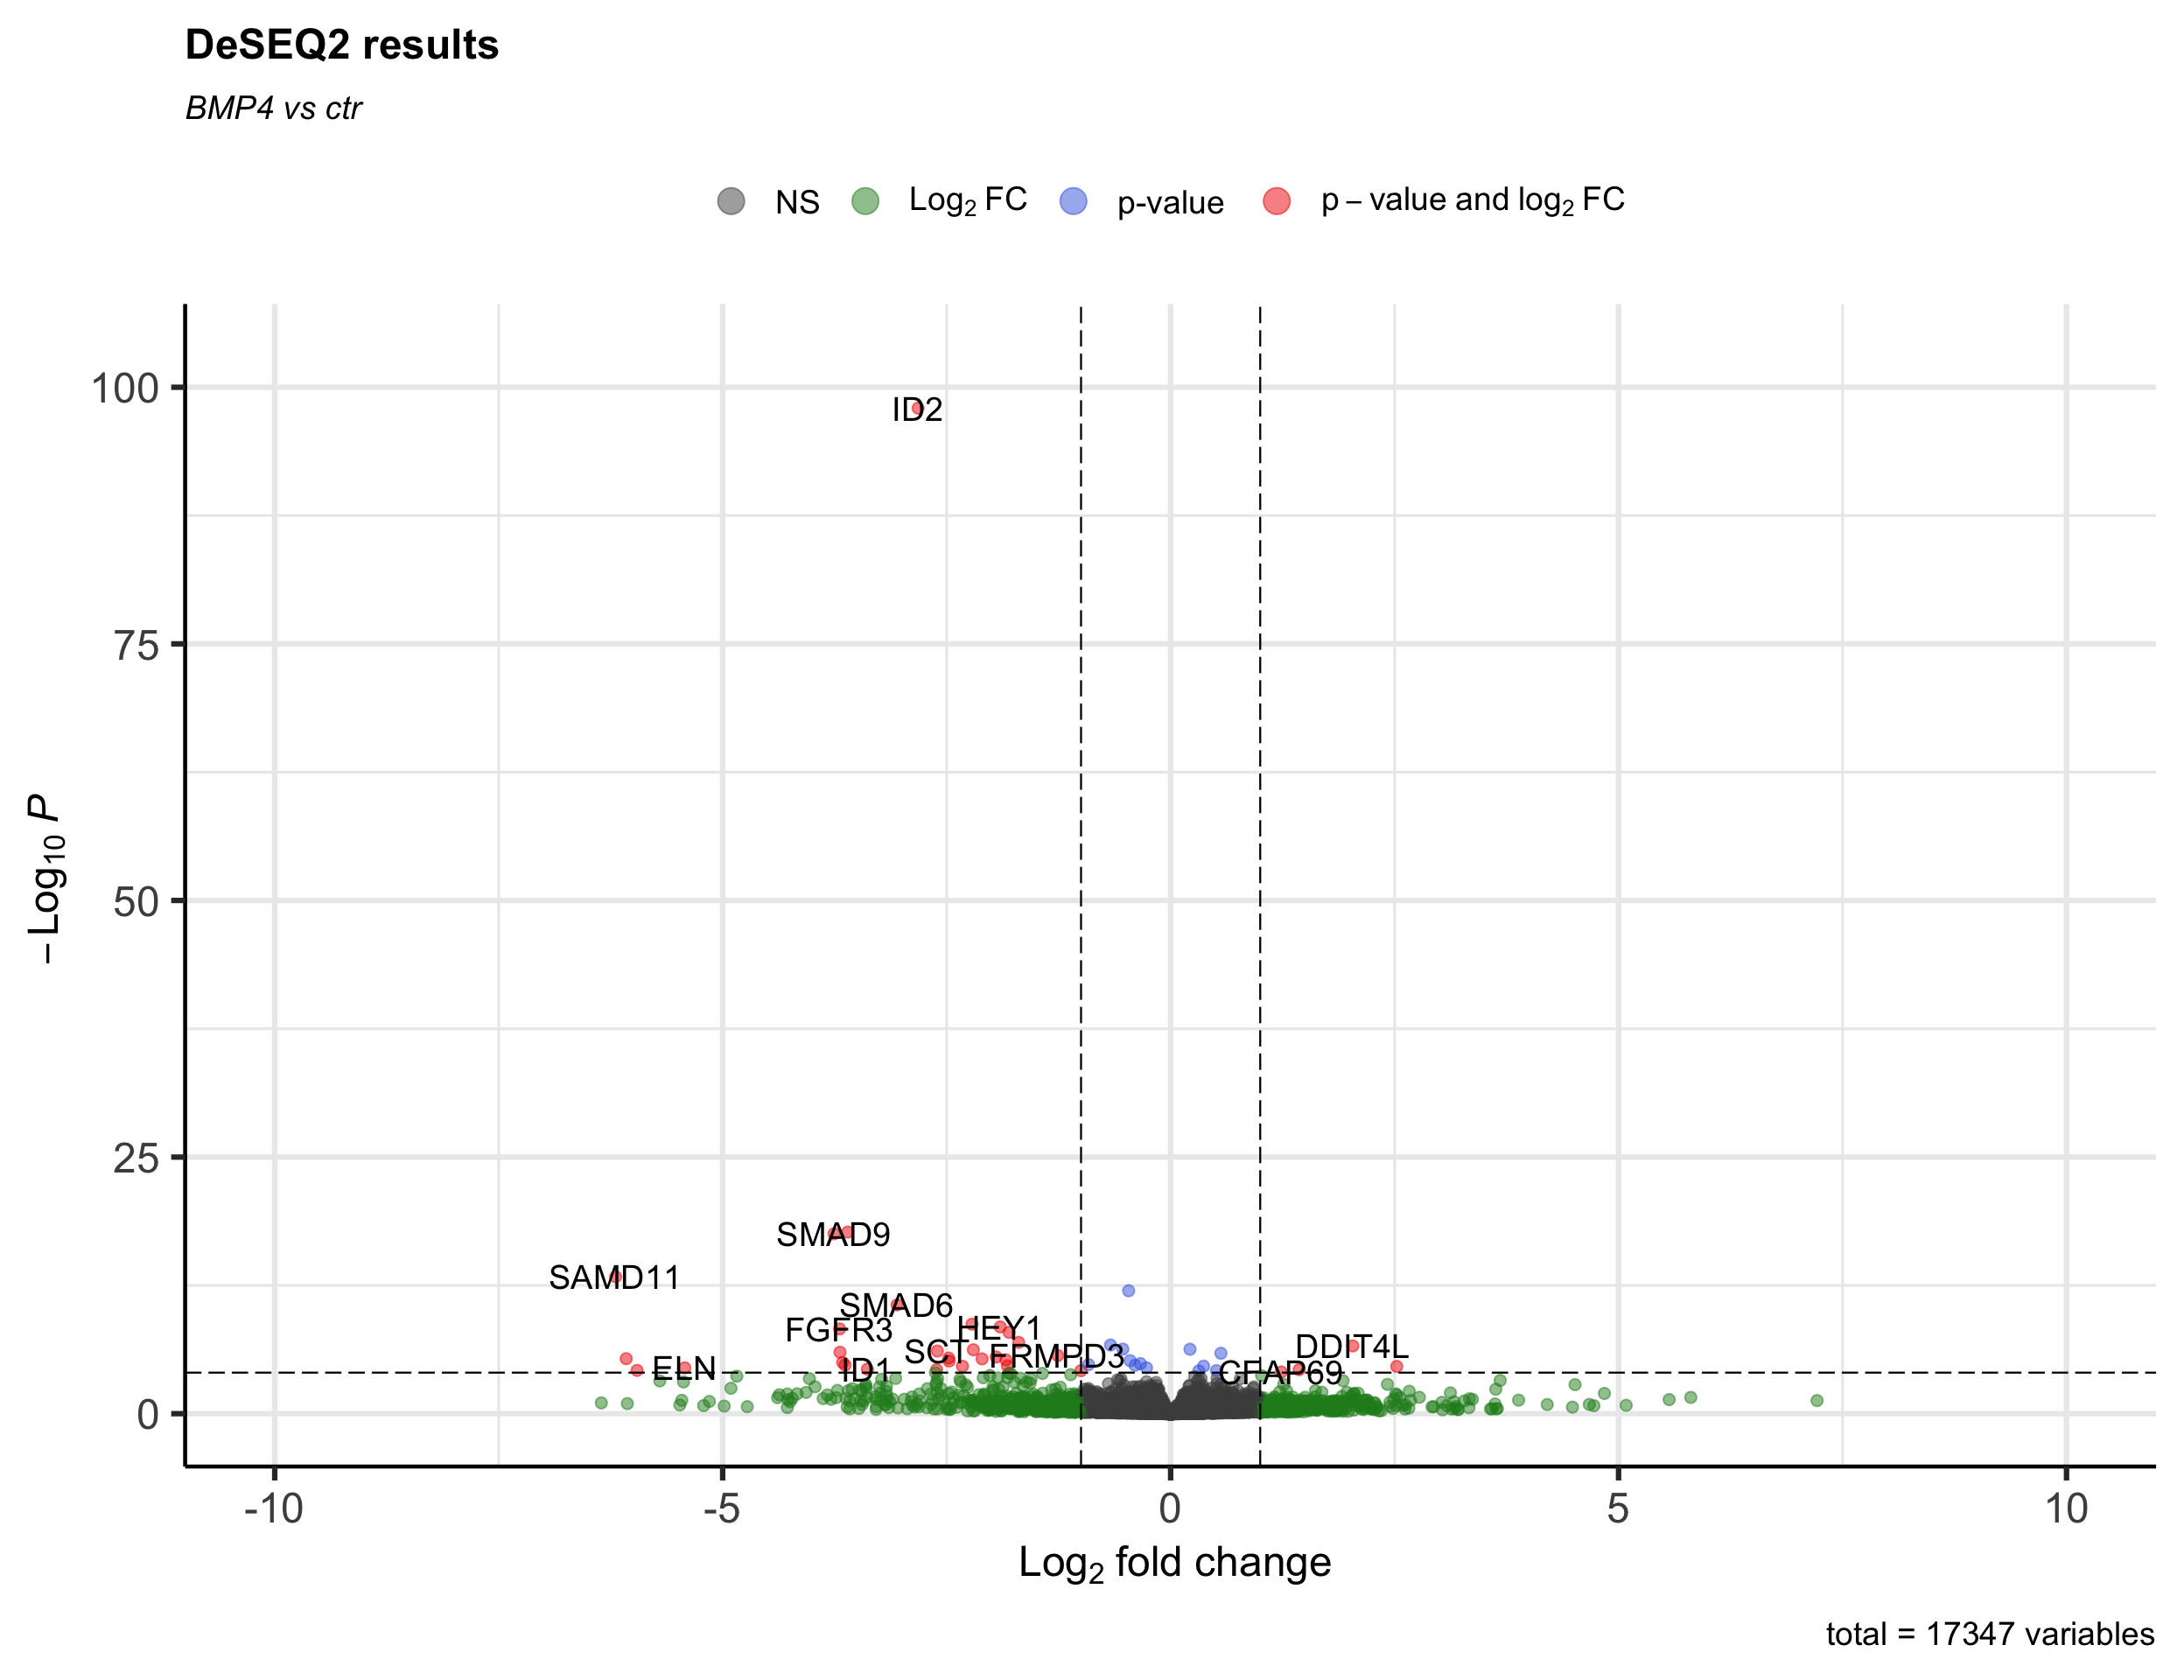 DeSEQ2 results
BMP4 vs ctr
NS Log2 FC p-value p – value and log2 FC
100
75
50
25
0
– Log10 P
ID2
SMAD9
SAMD11
SMAD6
FGFR3
HEY1
SCT
FRMPD3
DDIT4L
ELN
ID1
CFAP69
-10 -5 0 5 10
Log2 fold change
total = 17347 variables